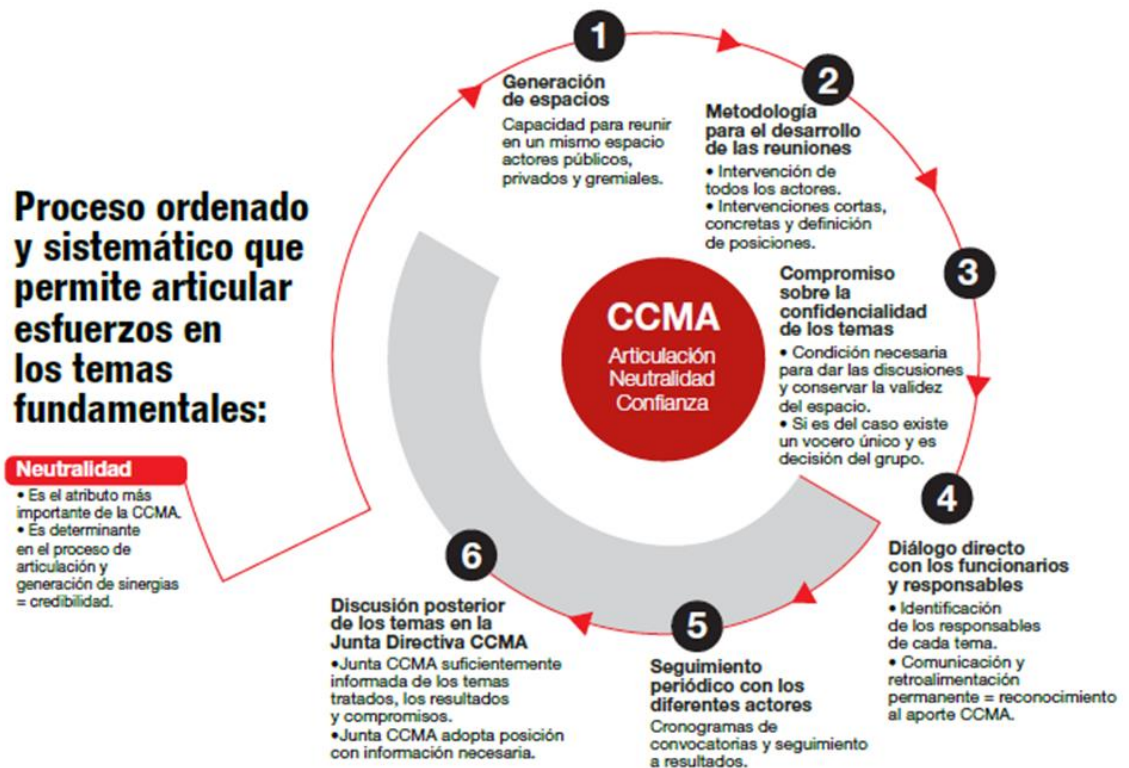 Proceso ordenado
y sistemático que
permite articular
esfuerzos en
los temas
fundamentales:
Neutralidad
• Es el atributo más
importante de la CCMA.
• Es determinante
en el proceso de
articulación y
generación de sinergias
= credibilidad.
CCMA
Articulación
Neutralidad
Confianza
1
Generación
de espacios
Capacidad para reunir
en un mismo espacio
actores públicos,
privados y gremiales.
2
Metodología
para el desarrollo
de las reuniones
• Intervención de
todos los actores.
• Intervenciones cortas,
concretas y definición
de posiciones.
3
Compromiso
sobre la
confidencialidad
de los temas
• Condición necesaria
para dar las discusiones
y conservar la validez
del espacio.
• Si es del caso existe
un vocero único y es
decisión del grupo.
4
Diálogo directo
con los funcionarios
y responsables
• Identificación
de los responsables
de cada tema.
• Comunicación y
retroalimentación
permanente = reconocimiento
al aporte CCMA.
5
Seguimiento
periódico con los
diferentes actores
Cronogramas de
convocatorias y seguimiento
a resultados.
6
Discusión posterior
de los temas en la
Junta Directiva CCMA
•Junta CCMA suficientemente
informada de los temas
tratados, los resultados
y compromisos.
•Junta CCMA adopta posición
con información necesaria.